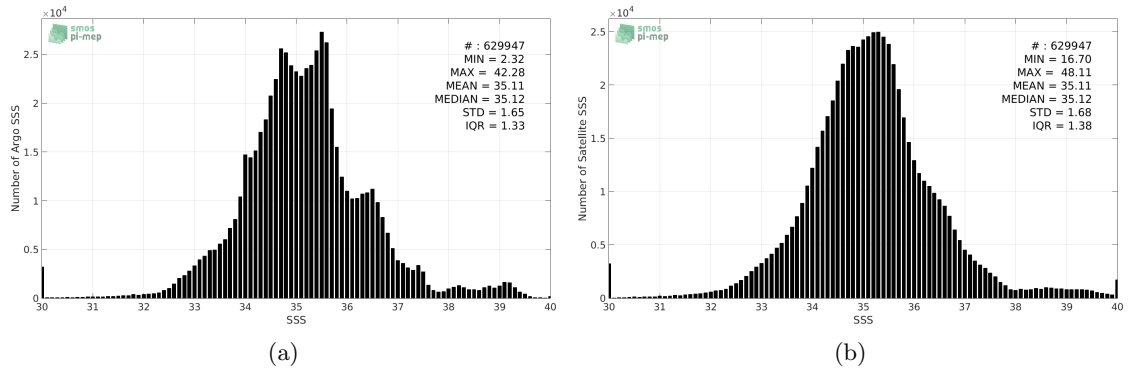 ×10⁴
smos
pi-mep
# : 629947
MIN = 2.32
MAX = 42.28
MEAN = 35.11
MEDIAN = 35.12
STD = 1.65
IQR = 1.33
2.5
2
1.5
1
0.5
0
Number of Argo SSS
30 31 32 33 34 35 36 37 38 39 40
SSS
(a)
×10⁴
smos
pi-mep
# : 629947
MIN = 16.70
MAX = 48.11
MEAN = 35.11
MEDIAN = 35.12
STD = 1.68
IQR = 1.38
2.5
2
1.5
1
0.5
0
Number of Satellite SSS
30 31 32 33 34 35 36 37 38 39 40
SSS
(b)